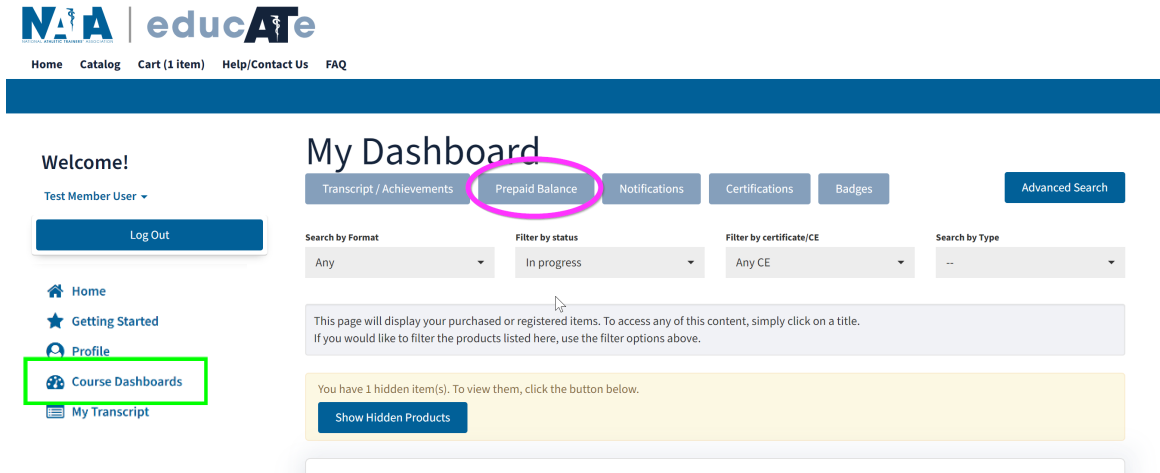 NATA educATe
NATIONAL ATHLETIC TRAINERS' ASSOCIATION
Home Catalog Cart (1 item) Help/Contact Us FAQ
Welcome!
Test Member User
Log Out
Home
Getting Started
Profile
Course Dashboards
My Transcript
My Dashboard
Transcript / Achievements Prepaid Balance Notifications Certifications Badges Advanced Search
Search by Format Filter by status Filter by certificate/CE Search by Type
Any In progress Any CE --
This page will display your purchased or registered items. To access any of this content, simply click on a title.
If you would like to filter the products listed here, use the filter options above.
You have 1 hidden item(s). To view them, click the button below.
Show Hidden Products